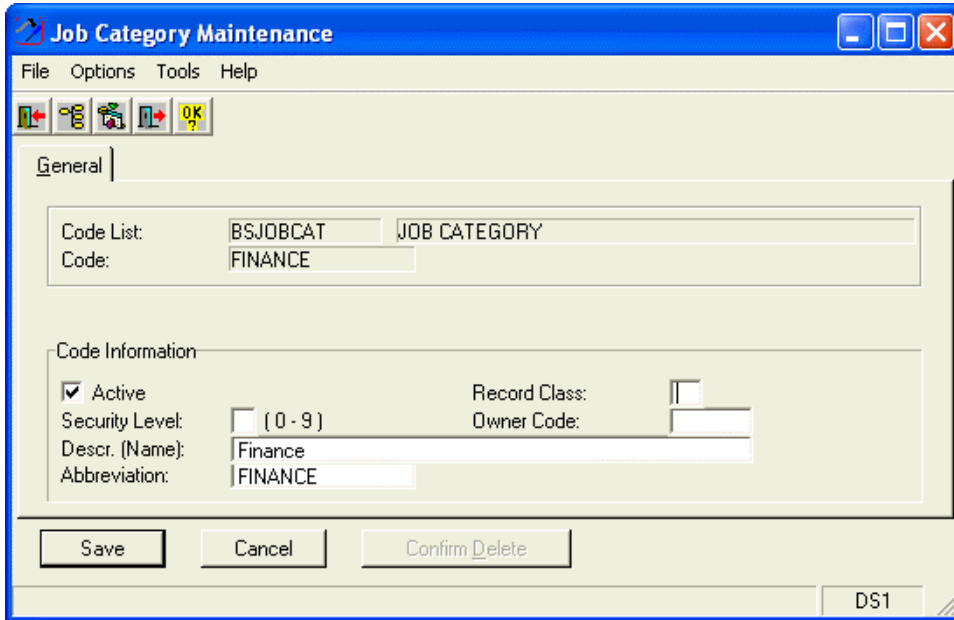 Job Category Maintenance
File Options Tools Help
OK ?
General
Code List: BSJOBCAT JOB CATEGORY
Code: FINANCE
Code Information
Active Record Class:
Security Level: ( 0 - 9 ) Owner Code:
Descr. (Name): Finance
Abbreviation: FINANCE
Save Cancel Confirm Delete
DS1